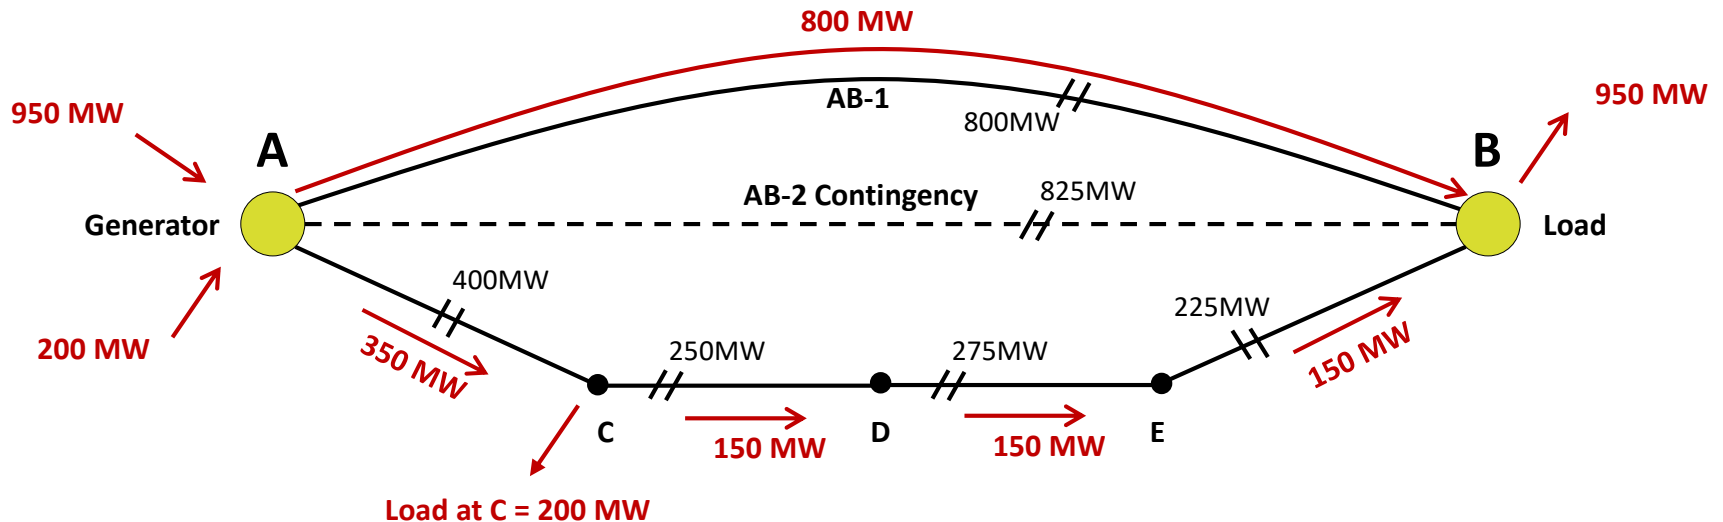 800 MW
950 MW
AB-1
800MW
950 MW
A
B
AB-2 Contingency
825MW
Generator
Load
400MW
225MW
200 MW
350 MW
250MW
275MW
150 MW
C
150 MW
D
150 MW
E
Load at C = 200 MW